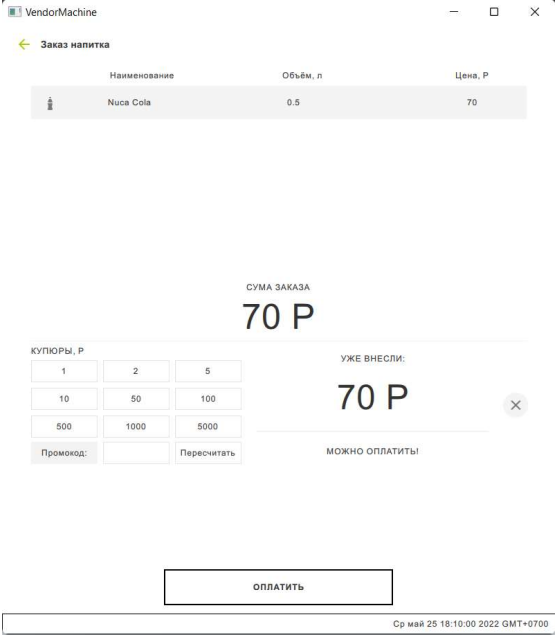 VendorMachine
Заказ напитка
Наименование Объём, л Цена, Р
Nuca Cola 0.5 70
СУМА ЗАКАЗА
70 Р
КУПЮРЫ, Р
1 2 5
10 50 100
500 1000 5000
Промокод: Пересчитать
УЖЕ ВНЕСЛИ:
70 Р
МОЖНО ОПЛАТИТЬ!
ОПЛАТИТЬ
Ср май 25 18:10:00 2022 GMT+0700